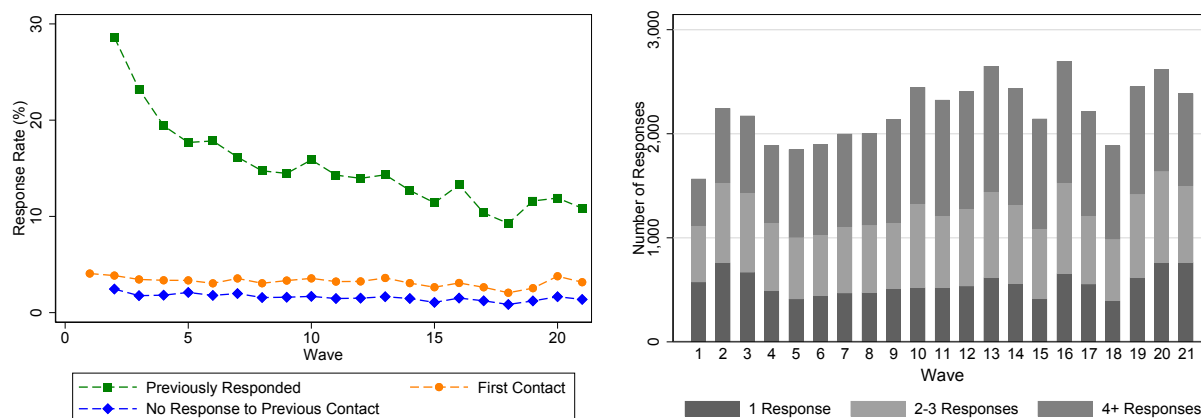 30
20
10
0
Response Rate (%)
0 5 10 15 20
Wave
Previously Responded
First Contact
No Response to Previous Contact
3,000
2,000
1,000
0
Number of Responses
1 2 3 4 5 6 7 8 9 10 11 12 13 14 15 16 17 18 19 20 21
Wave
1 Response
2-3 Responses
4+ Responses